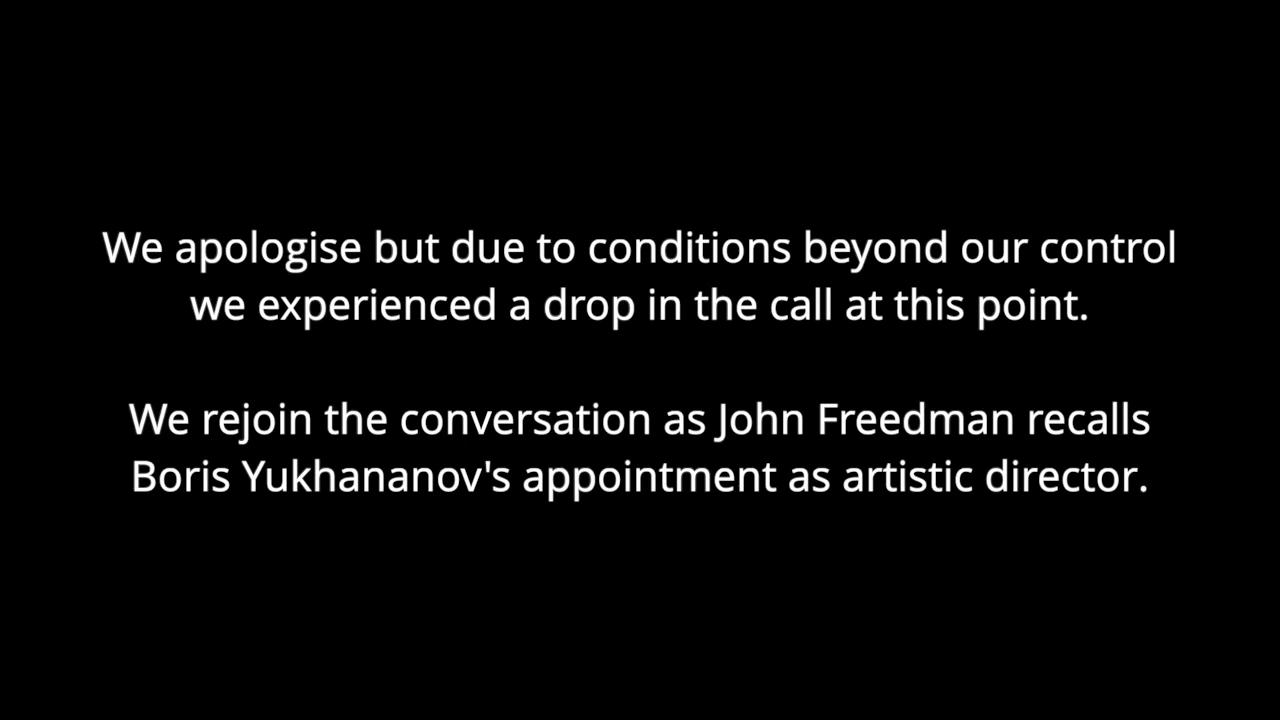 We apologise but due to conditions beyond our control
we experienced a drop in the call at this point.
We rejoin the conversation as John Freedman recalls
Boris Yukhananov's appointment as artistic director.